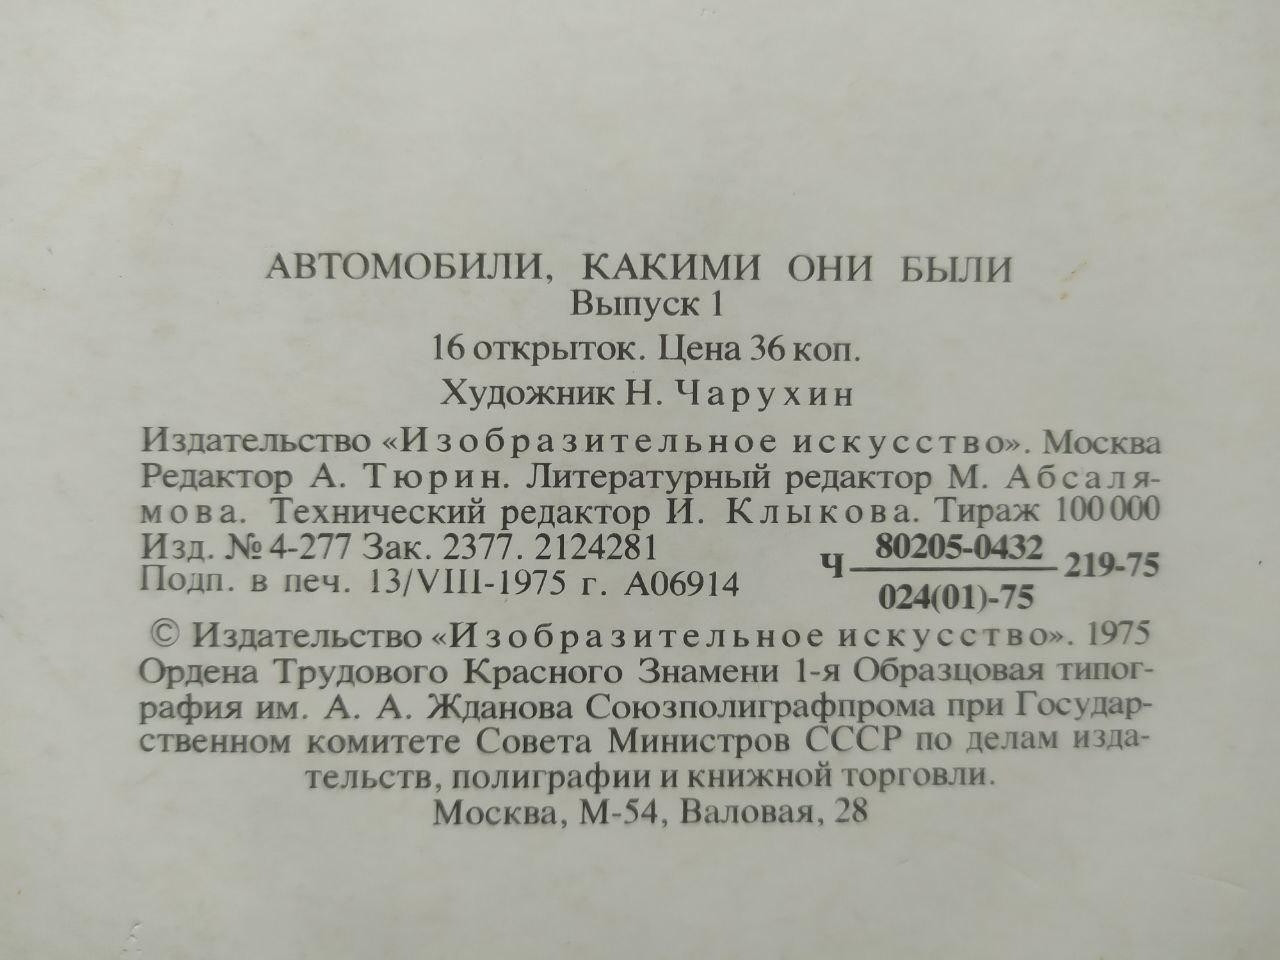 АВТОМОБИЛИ, КАКИМИ ОНИ БЫЛИ
Выпуск 1
16 открыток. Цена 36 коп.
Художник Н. Чарухин
Издательство «Изобразительное искусство». Москва
Редактор А. Тюрин. Литературный редактор М. Абсаля-
мова. Технический редактор И. Клыкова. Тираж 100 000
Изд. № 4-277 Зак. 2377. 2124281
Подп. в печ. 13/VIII-1975 г. А06914
Ч 80205-0432 219-75
024(01)-75
© Издательство «Изобразительное искусство». 1975
Ордена Трудового Красного Знамени 1-я Образцовая типог-
рафия им. А. А. Жданова Союзполиграфпрома при Государ-
ственном комитете Совета Министров СССР по делам изда-
тельств, полиграфии и книжной торговли.
Москва, М-54, Валовая, 28